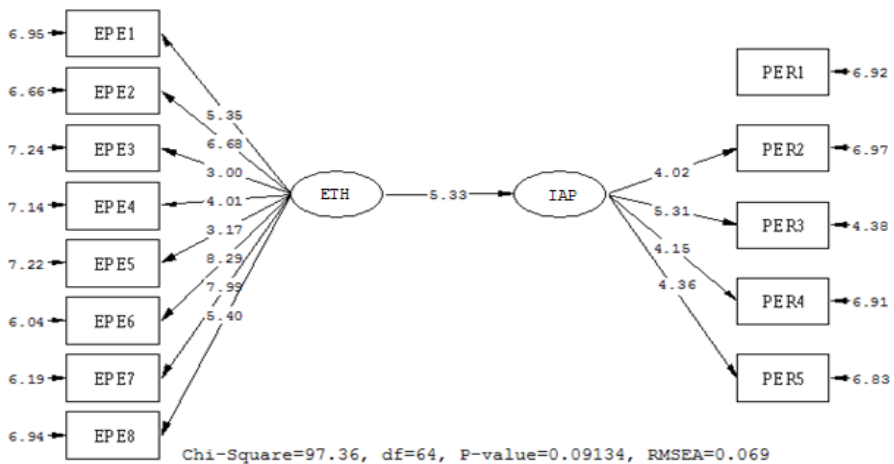 6.95 EPE1
6.66 EPE2
7.24 EPE3
7.14 EPE4
7.22 EPE5
6.04 EPE6
6.19 EPE7
6.94 EPE8
5.35
6.68
3.00
4.01
3.17
8.29
7.99
5.40
ETH 5.33 IAP
4.02
5.31
4.15
4.36
PER1 6.92
PER2 6.97
PER3 4.38
PER4 6.91
PER5 6.83
Chi-Square=97.36, df=64, P-value=0.09134, RMSEA=0.069